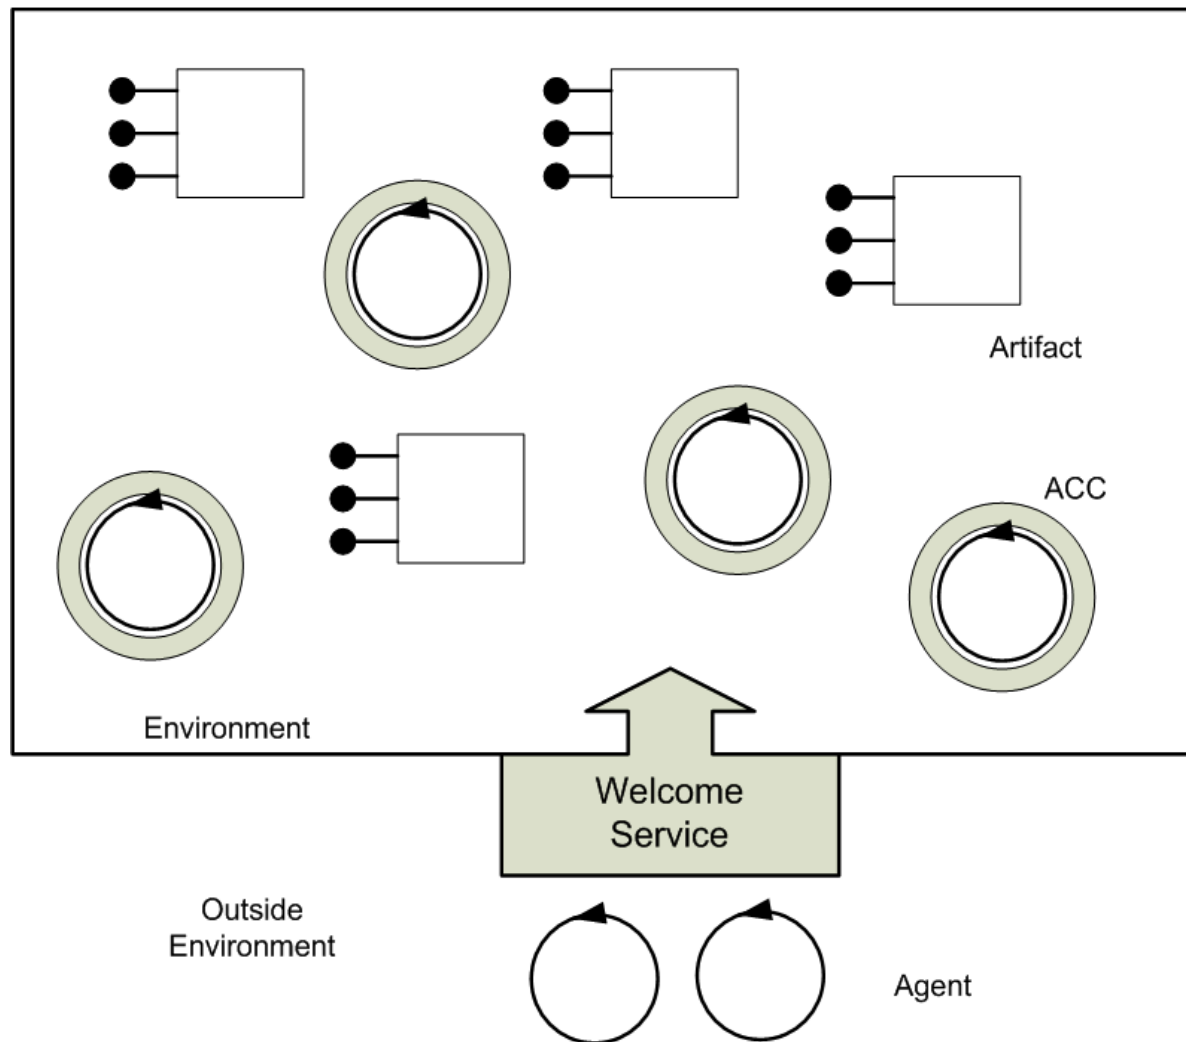 Artifact
ACC
Environment
Welcome
Service
Outside
Environment
Agent